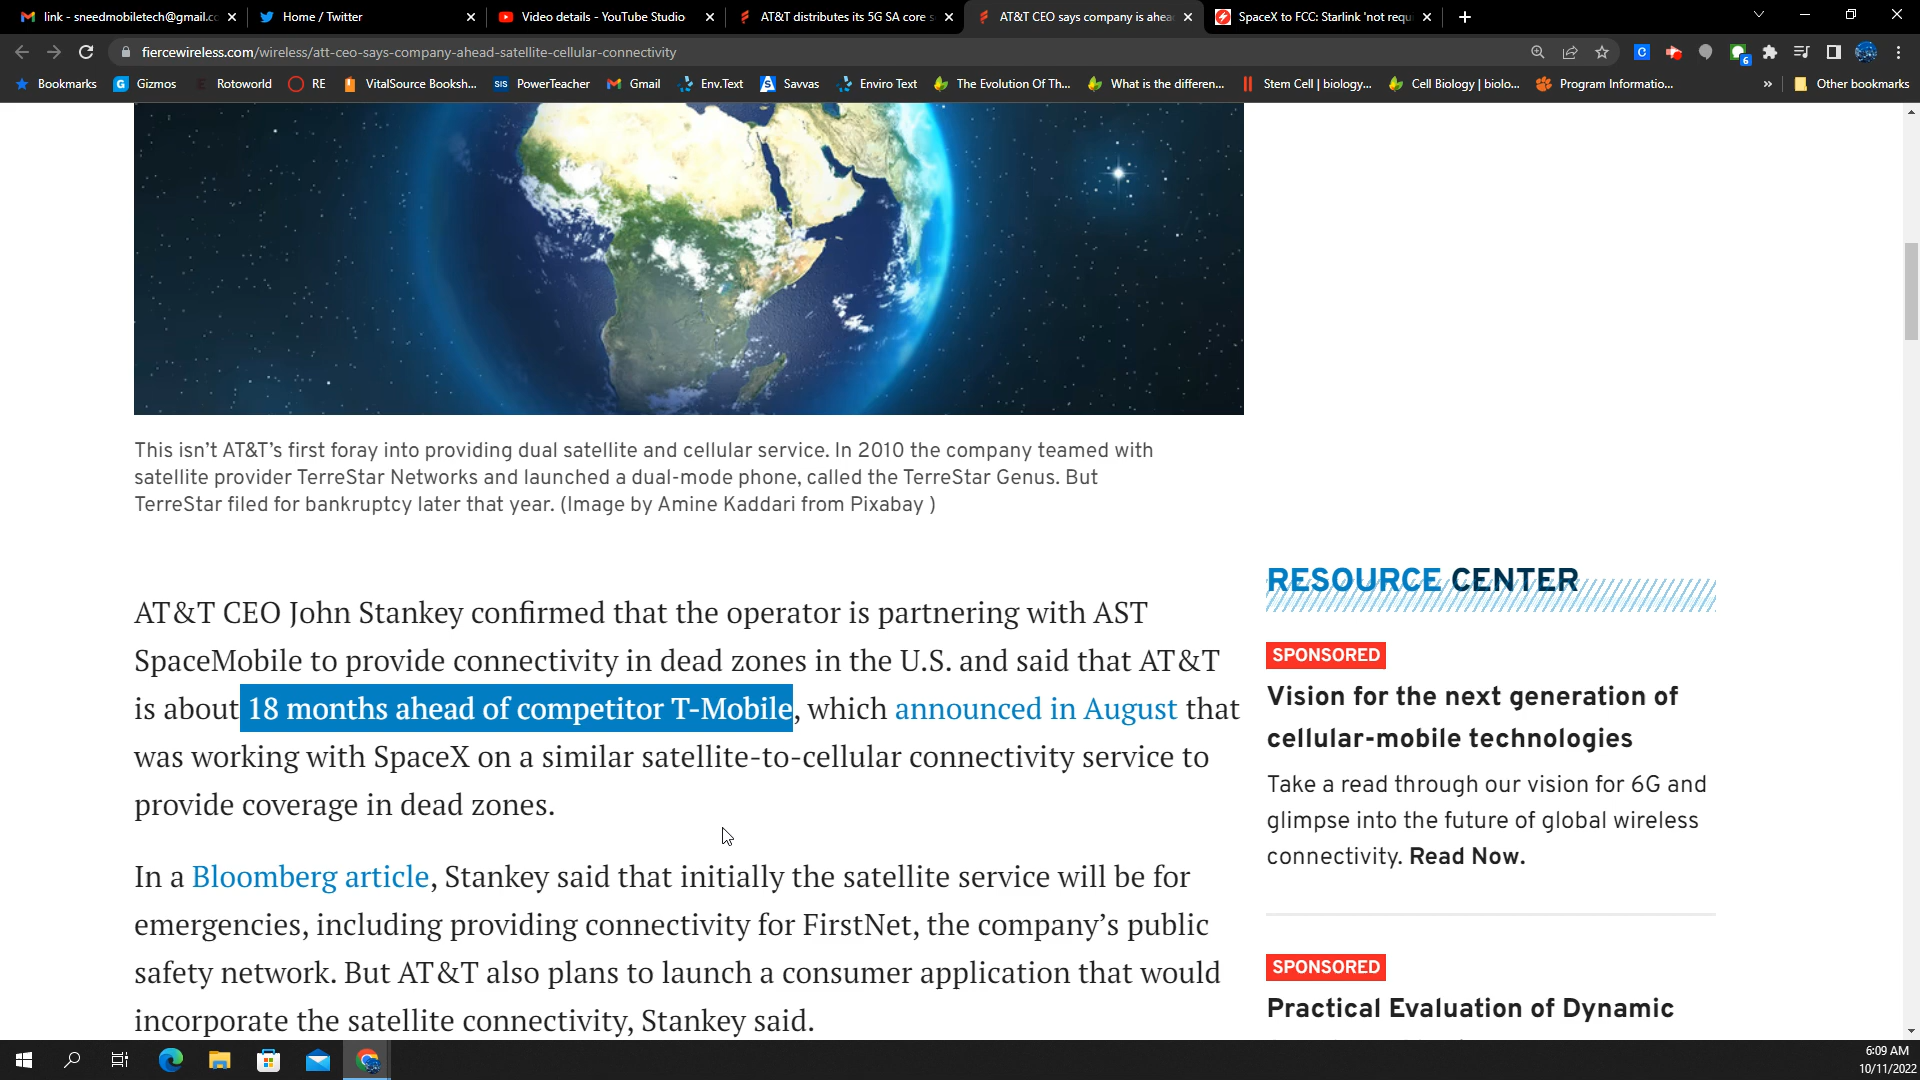 link - sneedmobiletech@gmail.cc
Home / Twitter
Video details - YouTube Studio
AT&T distributes its 5G SA core s
AT&T CEO says company is ahea
SpaceX to FCC: Starlink 'not requ
fiercewireless.com/wireless/att-ceo-says-company-ahead-satellite-cellular-connectivity
6
Bookmarks
Gizmos
Rotoworld
RE
VitalSource Booksh...
SIS PowerTeacher
Gmail
Env.Text
Savvas
Enviro Text
The Evolution Of Th...
What is the differen...
Stem Cell | biology...
Cell Biology | biolo...
Program Informatio...
»
Other bookmarks
This isn’t AT&T’s first foray into providing dual satellite and cellular service. In 2010 the company teamed with
satellite provider TerreStar Networks and launched a dual-mode phone, called the TerreStar Genus. But
TerreStar filed for bankruptcy later that year. (Image by Amine Kaddari from Pixabay )
AT&T CEO John Stankey confirmed that the operator is partnering with AST
SpaceMobile to provide connectivity in dead zones in the U.S. and said that AT&T
is about 18 months ahead of competitor T-Mobile, which announced in August that
was working with SpaceX on a similar satellite-to-cellular connectivity service to
provide coverage in dead zones.
In a Bloomberg article, Stankey said that initially the satellite service will be for
emergencies, including providing connectivity for FirstNet, the company’s public
safety network. But AT&T also plans to launch a consumer application that would
incorporate the satellite connectivity, Stankey said.
RESOURCE CENTER
SPONSORED
Vision for the next generation of
cellular-mobile technologies
Take a read through our vision for 6G and
glimpse into the future of global wireless
connectivity. Read Now.
SPONSORED
Practical Evaluation of Dynamic
6:09 AM
10/11/2022